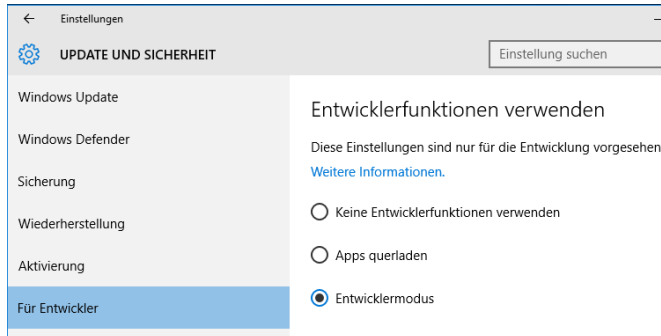 Einstellungen
UPDATE UND SICHERHEIT
Einstellung suchen
Windows Update
Windows Defender
Sicherung
Wiederherstellung
Aktivierung
Für Entwickler
Entwicklerfunktionen verwenden
Diese Einstellungen sind nur für die Entwicklung vorgesehen
Weitere Informationen.
Keine Entwicklerfunktionen verwenden
Apps querladen
Entwicklermodus